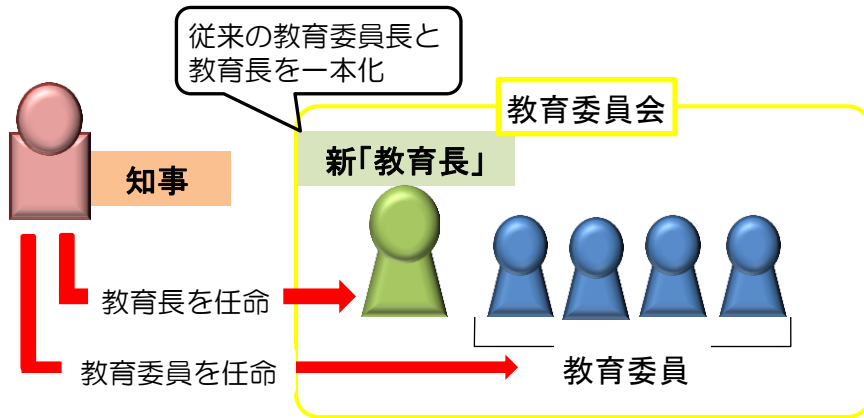 従来の教育委員長と
教育長を一本化
教育委員会
新「教育長」
知事
教育長を任命
教育委員を任命
教育委員